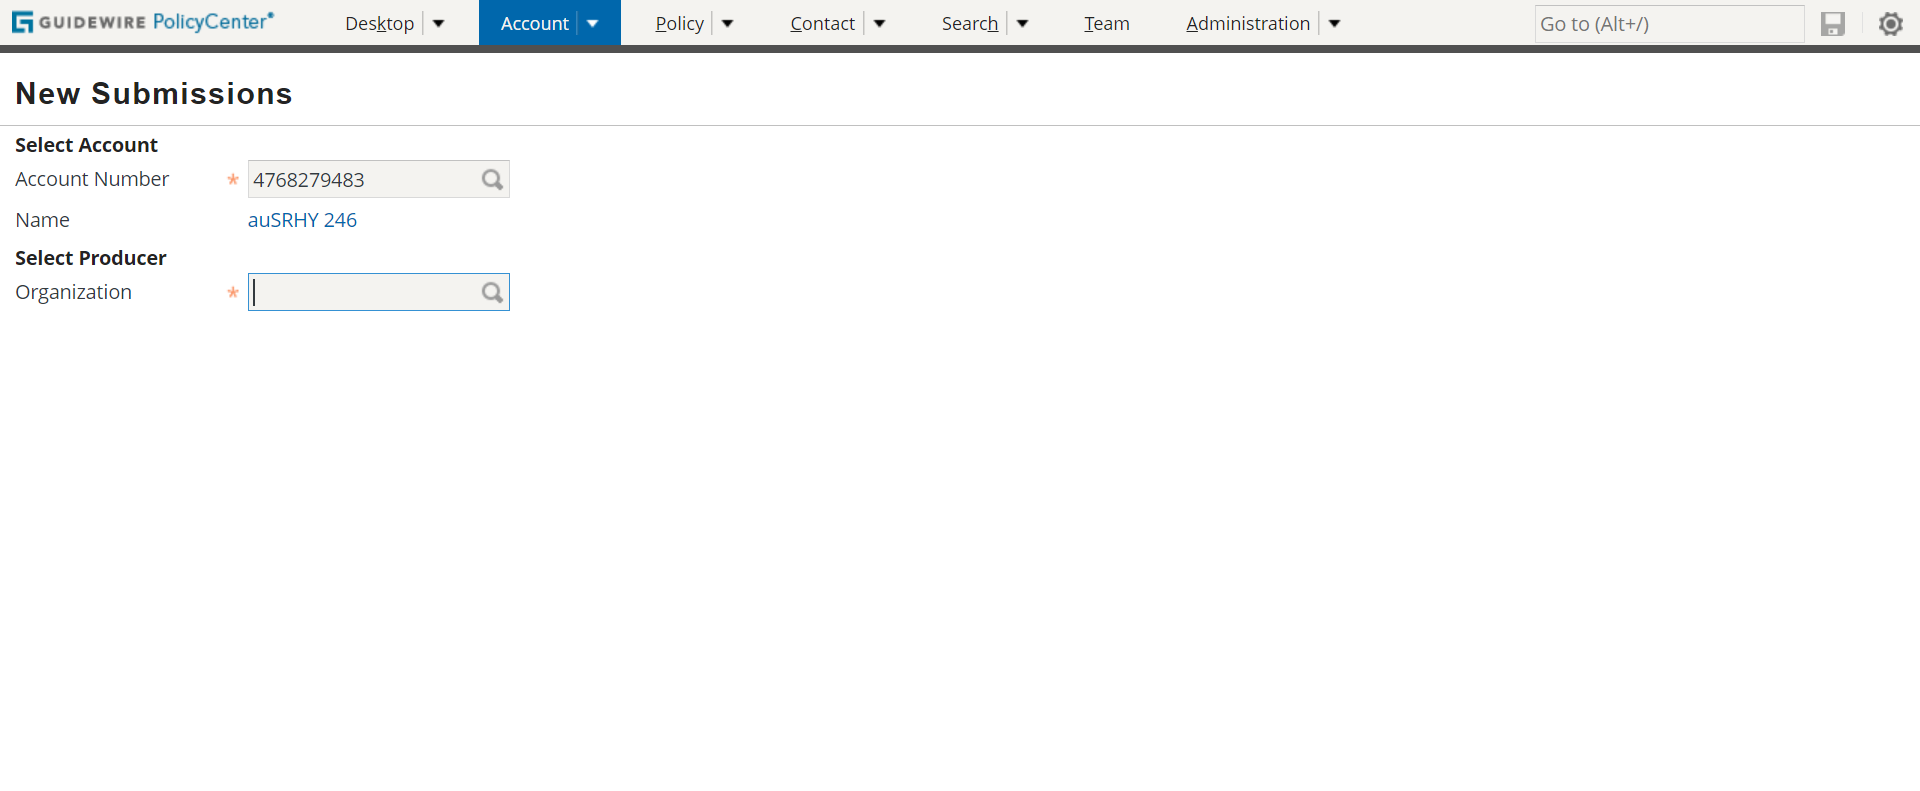 GUIDEWIRE PolicyCenter® Desktop Account Policy Contact Search Team Administration Go to (Alt+/)
New Submissions
Select Account
Account Number * 4768279483
Name auSRHY 246
Select Producer
Organization *